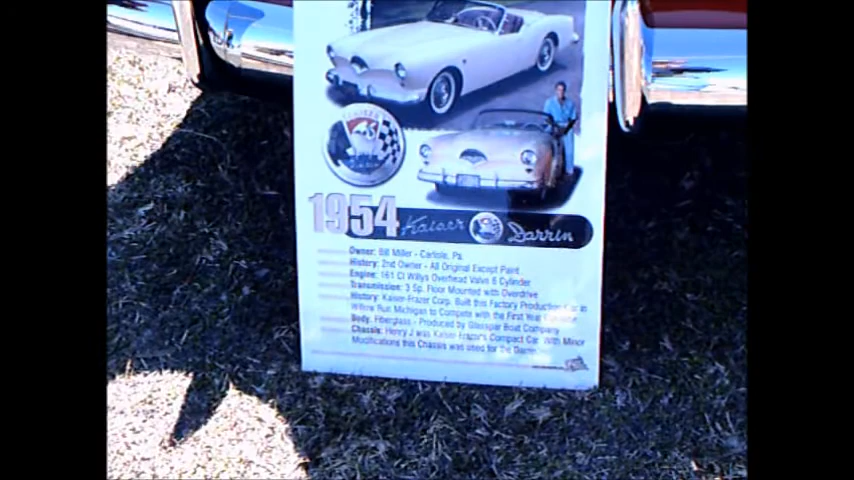 1954 Kaiser Darrin
Owner: Bill Miller - Carlisle, Pa.
History: 2nd Owner - All Original Except Paint
Engine: 161 CI Willys Overhead Valve 6 Cylinder
Transmission: 3 Sp. Floor Mounted with Overdrive
History: Kaiser-Frazer Corp. Built this Factory Production Car in
Willow Run Michigan to Compete with the First Year
Body: Fiberglass - Produced by Glasspar Boat Company
Chassis: Henry J was Kaiser-Frazer's Compact Car. With Minor
Modifications this Chassis was used for the Darrin